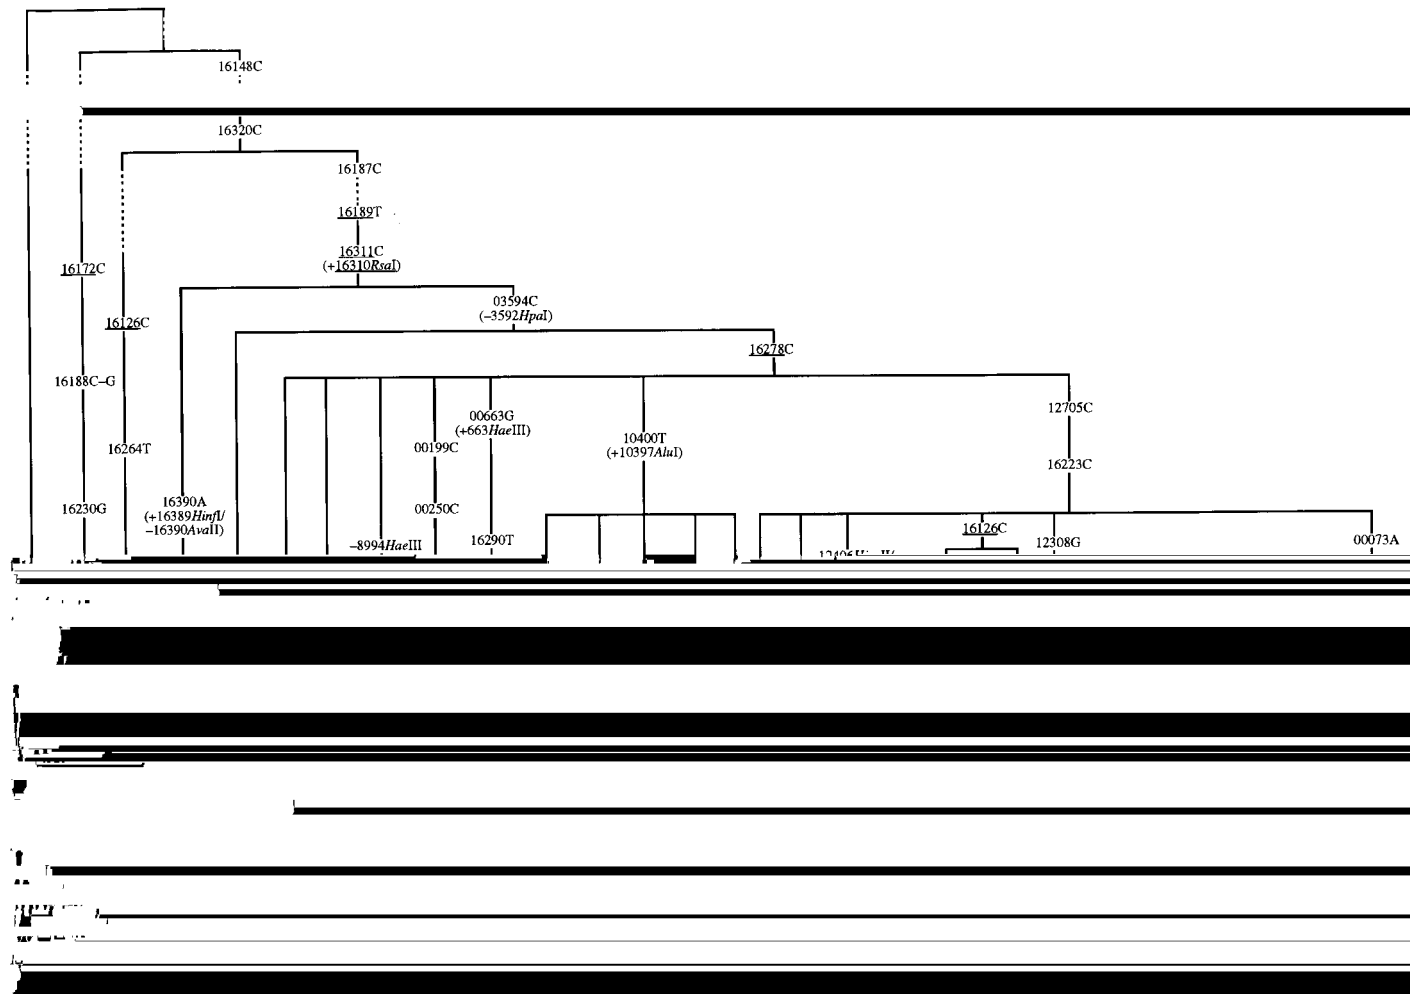 16148C
16320C
16187C
16189T
16311C
(+16310RsaI)
16172C
03594C
(–3592HpaI)
16126C
16278C
16188C–G
12705C
00663G
(+663HaeIII)
10400T
(+10397AluI)
00199C
16264T
16223C
16390A
(+16389HinfI/
–16390AvaII)
16230G
00250C
16126C
16290T
–8994HaeIII
12308G
00073A